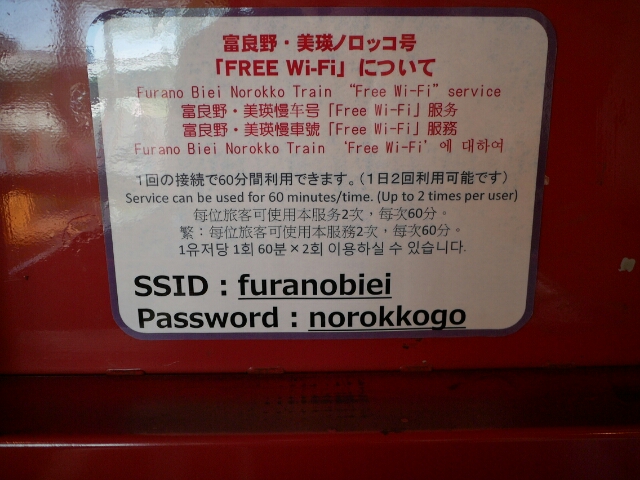 富良野・美瑛ノロッコ号
「FREE Wi-Fi」について
Furano Biei Norokko Train “Free Wi-Fi”service
富良野・美瑛慢车号「Free Wi-Fi」服务
富良野・美瑛慢車號「Free Wi-Fi」服務
Furano Biei Norokko Train ‘Free Wi-Fi’에 대하여
1回の接続で60分間利用できます。(1日2回利用可能です)
Service can be used for 60 minutes/time. (Up to 2 times per user)
每位旅客可使用本服务2次，每次60分。
繁：每位旅客可使用本服務2次，每次60分。
1유저당 1회 60분×2회 이용하실 수 있습니다.
SSID：furanobiei
Password：norokkogo